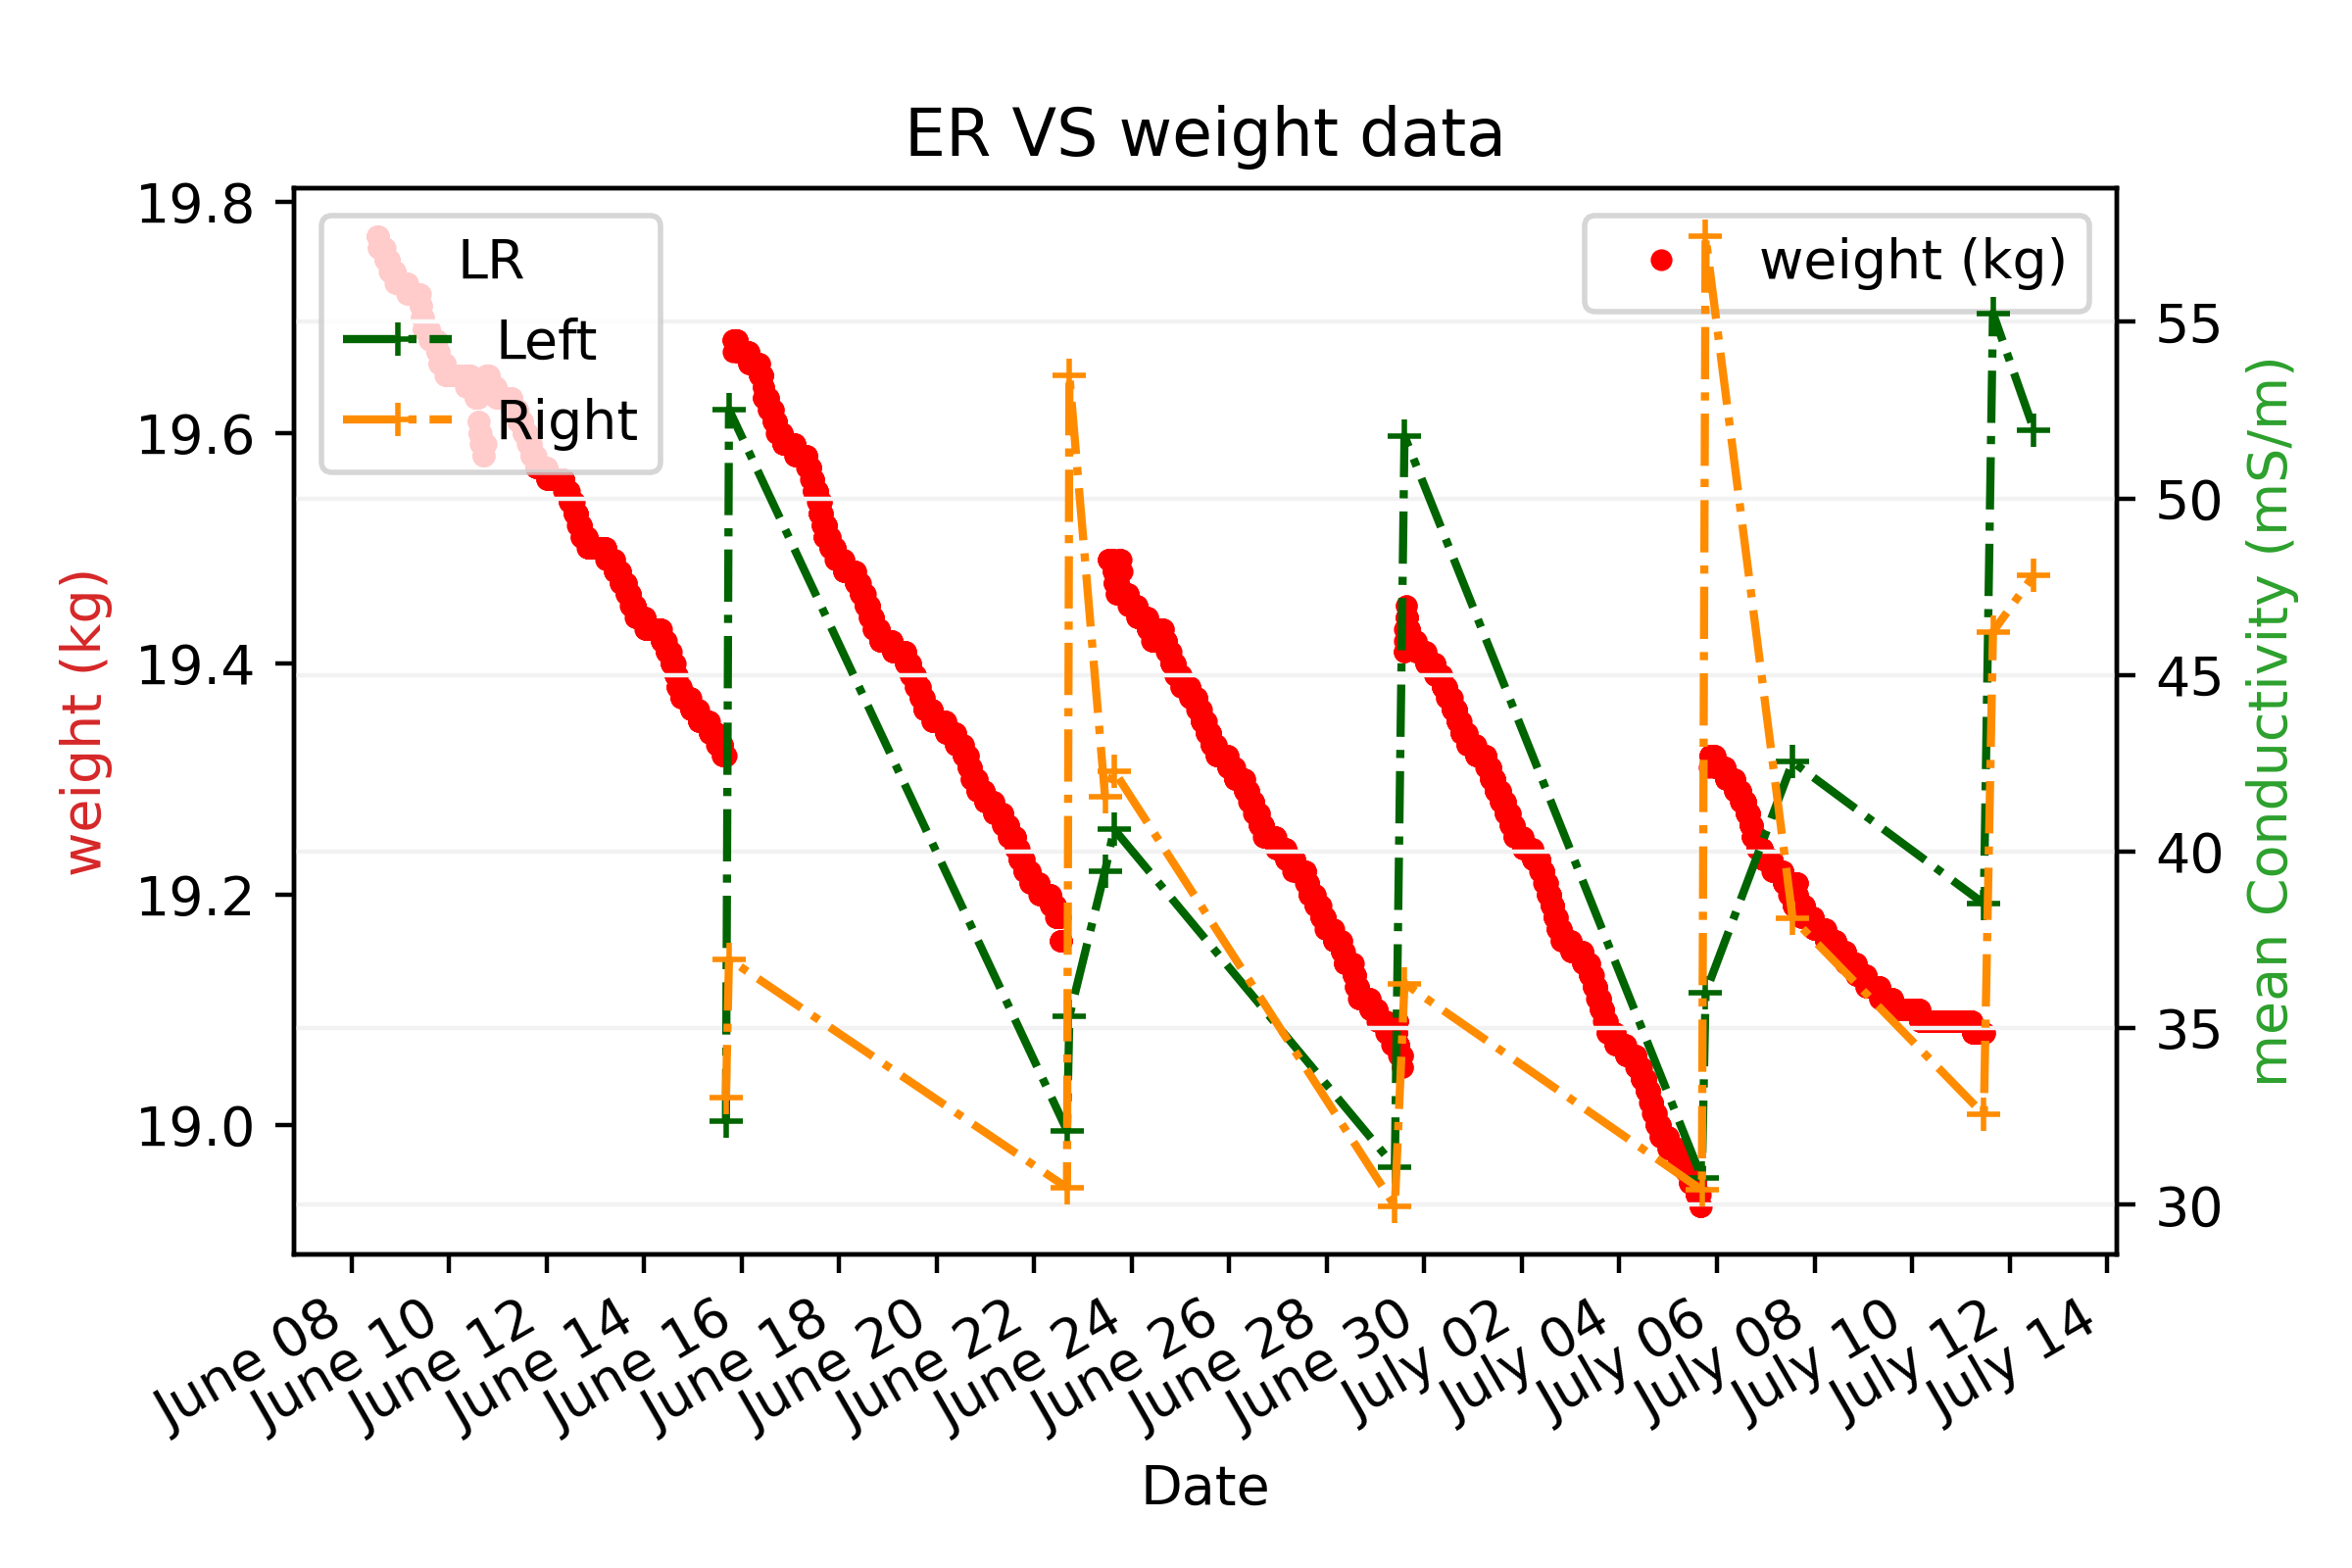 ER VS weight data
LR
Left
Right
weight (kg)
19.8
19.6
19.4
19.2
19.0
weight (kg)
55
50
45
40
35
30
mean Conductivity (mS/m)
June 08
June 10
June 12
June 14
June 16
June 18
June 20
June 22
June 24
June 26
June 28
June 30
July 02
July 04
July 06
July 08
July 10
July 12
July 14
Date